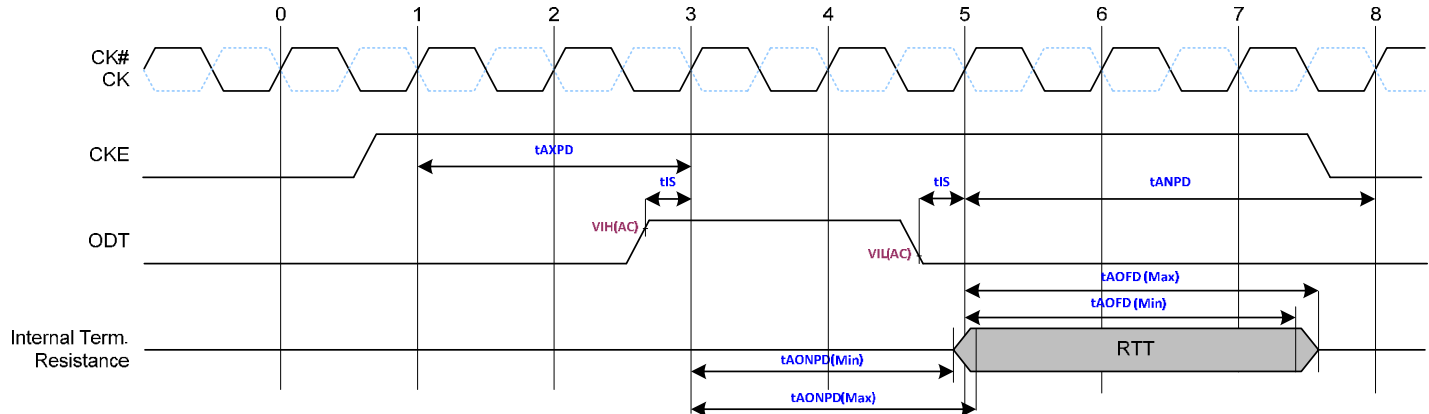 0 1 2 3 4 5 6 7 8
CK#
CK
CKE
tAXPD
tIS
tIS
tANPD
VIH(AC)
ODT
VIL(AC)
tAOFD(Max)
tAOFD(Min)
Internal Term.
Resistance
RTT
tAONPD(Min)
tAONPD(Max)